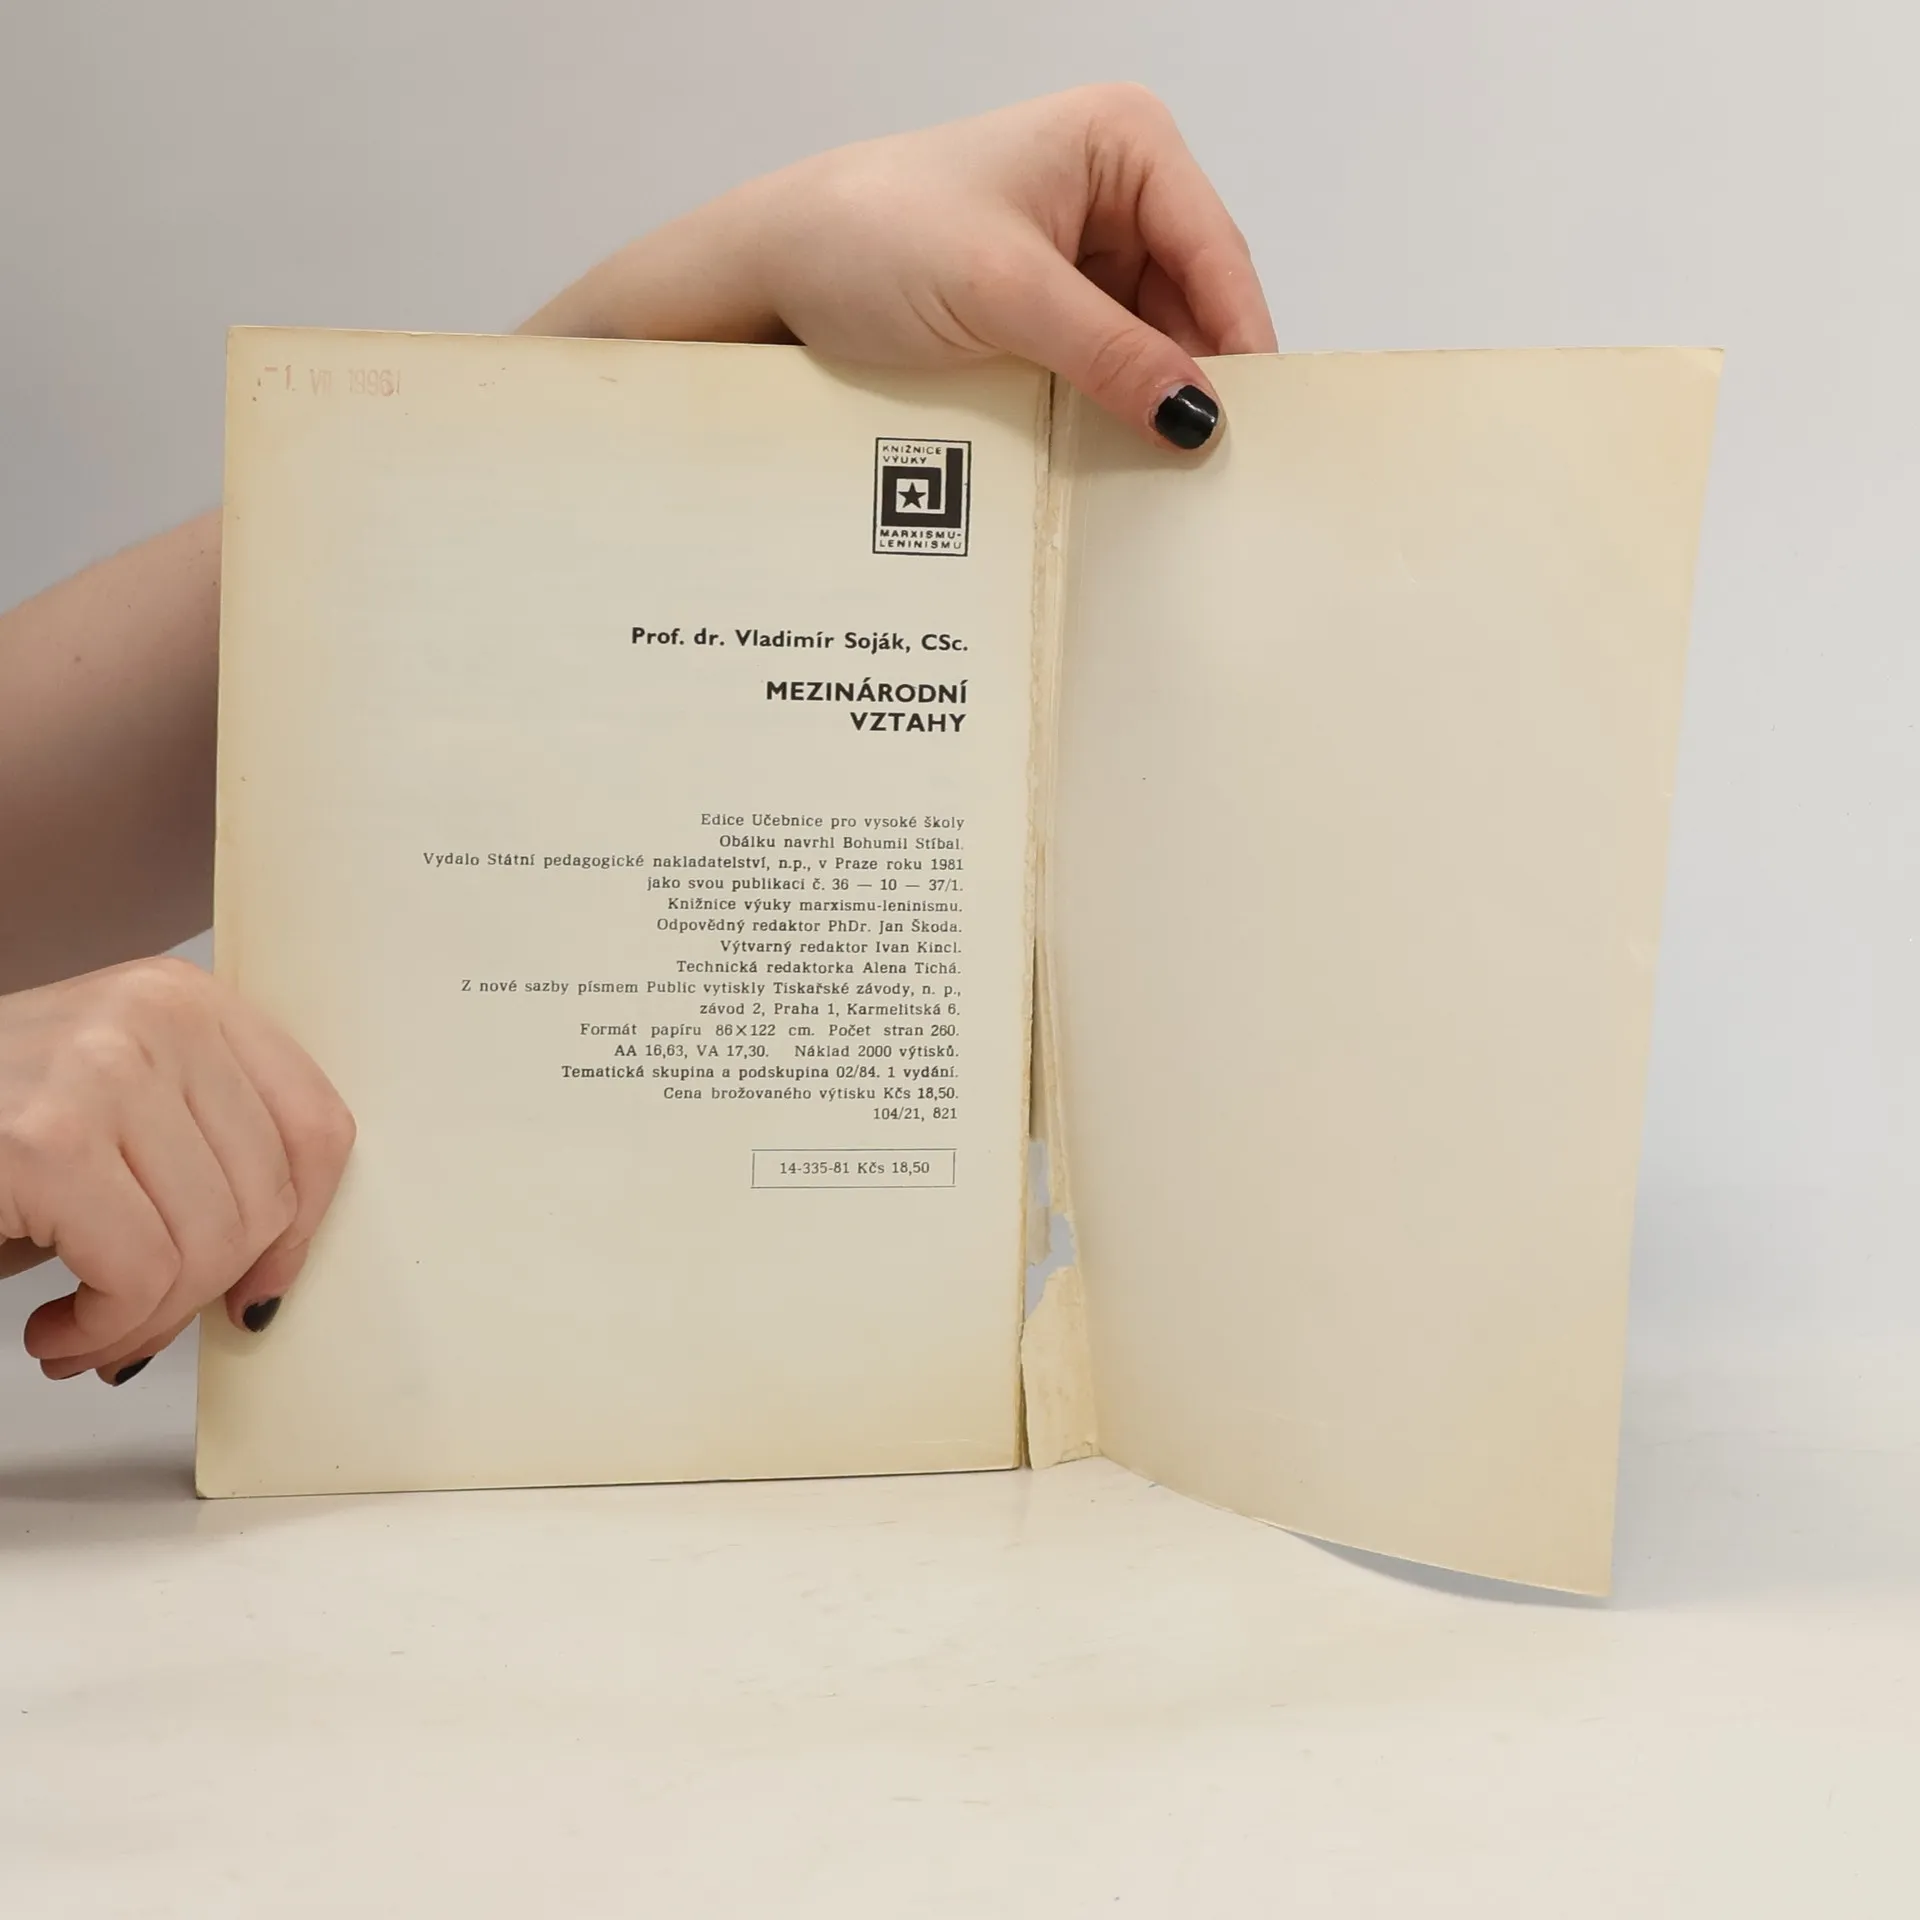 -1. VII 1996
KNIŽNICE
VÝUKY
MARXISMU-
LENINISMU
Prof. dr. Vladimír Soják, CSc.
MEZINÁRODNÍ
VZTAHY
Edice Učebnice pro vysoké školy
Obálku navrhl Bohumil Stíbal.
Vydalo Státní pedagogické nakladatelství, n.p., v Praze roku 1981
jako svou publikaci č. 36 — 10 — 37/1.
Knižnice výuky marxismu-leninismu.
Odpovědný redaktor PhDr. Jan Škoda.
Výtvarný redaktor Ivan Kincl.
Technická redaktorka Alena Tichá.
Z nové sazby písmem Public vytiskly Tiskařské závody, n. p.,
závod 2, Praha 1, Karmelitská 6.
Formát papíru 86×122 cm. Počet stran 260.
AA 16,63, VA 17,30. Náklad 2000 výtisků.
Tematická skupina a podskupina 02/84. 1 vydání.
Cena brožovaného výtisku Kčs 18,50.
104/21, 821
14-335-81 Kčs 18,50